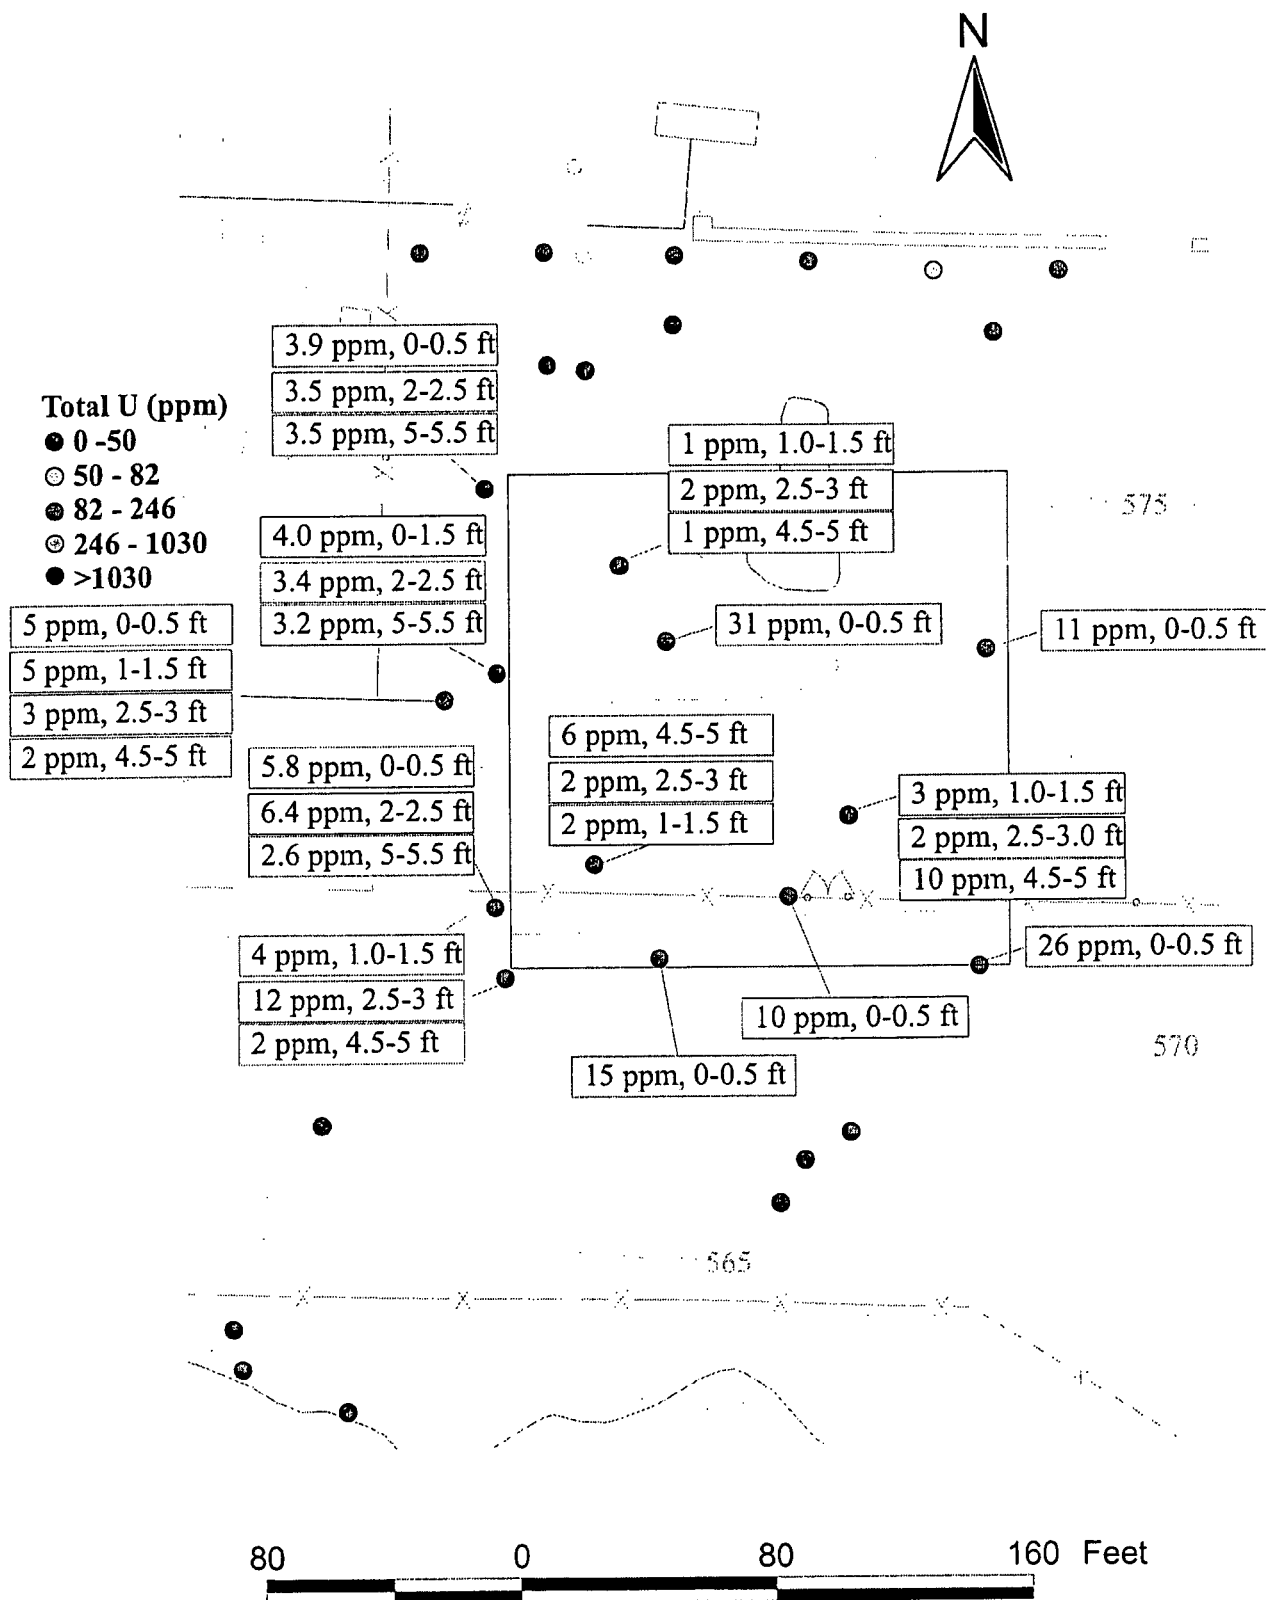 N
3.9 ppm, 0-0.5 ft
3.5 ppm, 2-2.5 ft
3.5 ppm, 5-5.5 ft
Total U (ppm)
0 -50
50 - 82
82 - 246
246 - 1030
>1030
1 ppm, 1.0-1.5 ft
2 ppm, 2.5-3 ft
1 ppm, 4.5-5 ft
575
4.0 ppm, 0-1.5 ft
3.4 ppm, 2-2.5 ft
3.2 ppm, 5-5.5 ft
5 ppm, 0-0.5 ft
5 ppm, 1-1.5 ft
3 ppm, 2.5-3 ft
2 ppm, 4.5-5 ft
31 ppm, 0-0.5 ft
11 ppm, 0-0.5 ft
6 ppm, 4.5-5 ft
2 ppm, 2.5-3 ft
2 ppm, 1-1.5 ft
5.8 ppm, 0-0.5 ft
6.4 ppm, 2-2.5 ft
2.6 ppm, 5-5.5 ft
3 ppm, 1.0-1.5 ft
2 ppm, 2.5-3.0 ft
10 ppm, 4.5-5 ft
4 ppm, 1.0-1.5 ft
12 ppm, 2.5-3 ft
2 ppm, 4.5-5 ft
26 ppm, 0-0.5 ft
10 ppm, 0-0.5 ft
15 ppm, 0-0.5 ft
570
565
80 0 80 160 Feet